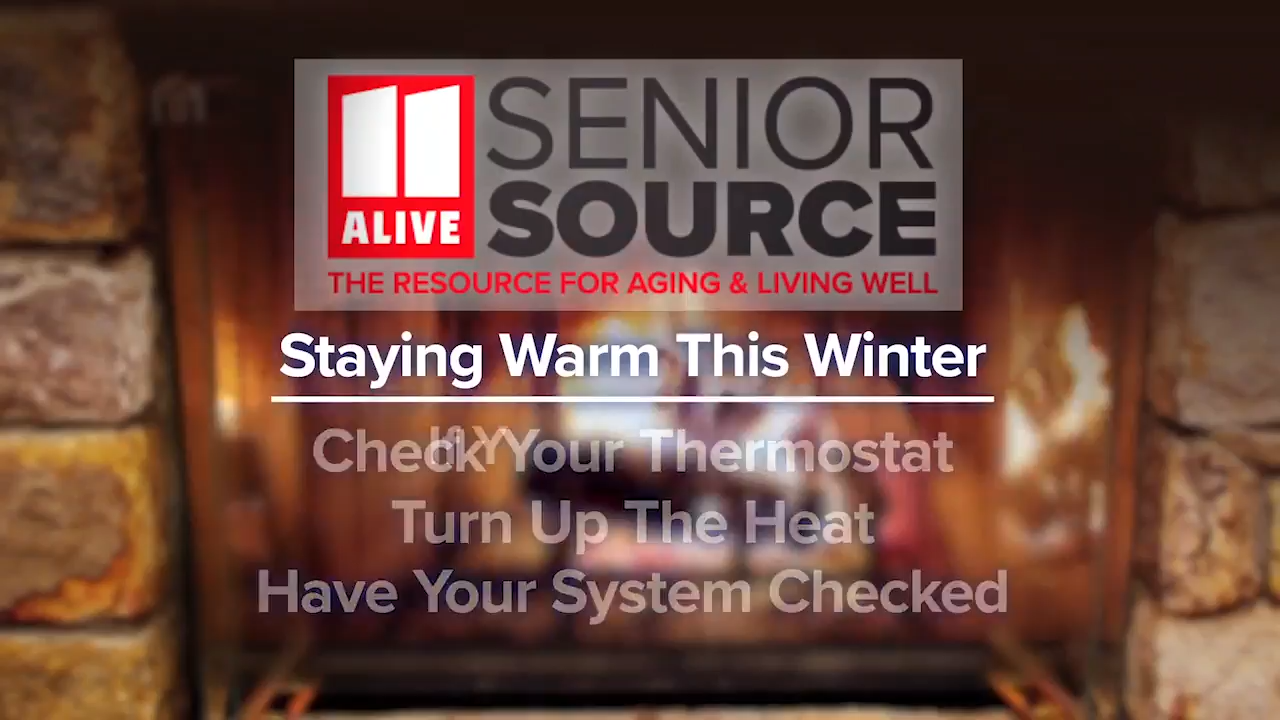 11
ALIVE
SENIOR
SOURCE
THE RESOURCE FOR AGING & LIVING WELL
Staying Warm This Winter
Check Your Thermostat
If Y
Turn Up The Heat
Have Your System Checked